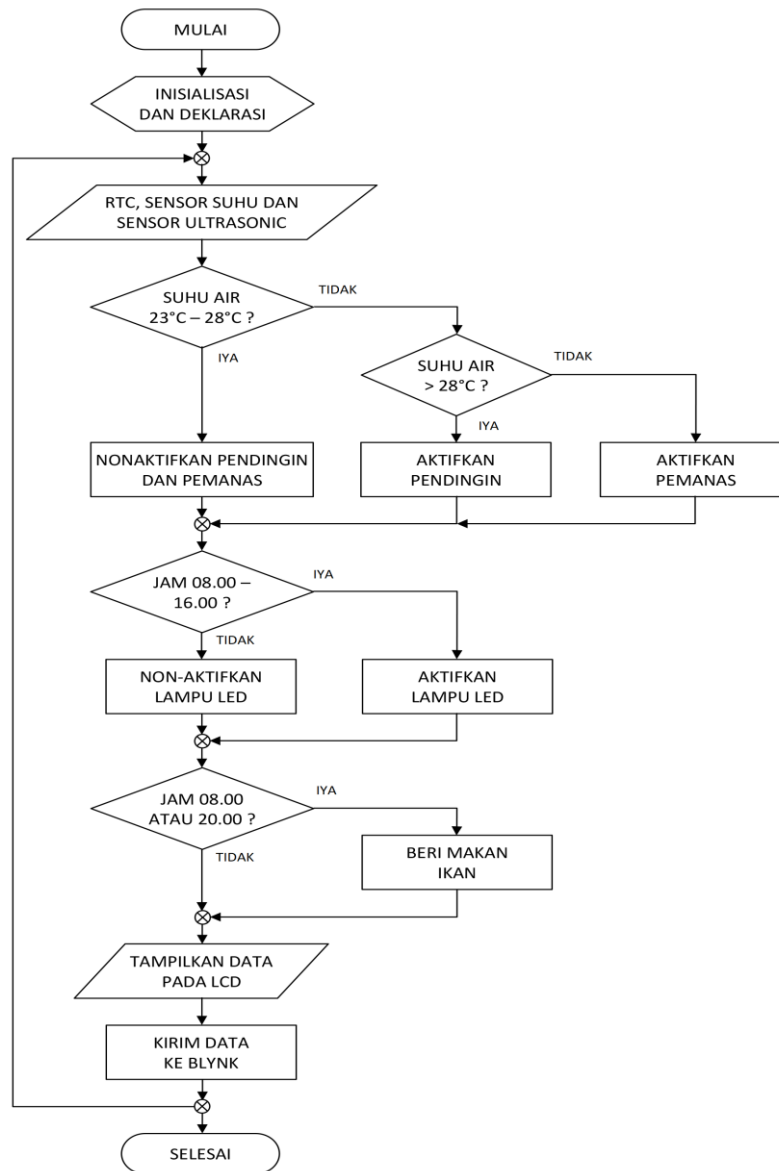 MULAI
INISIALISASI
DAN DEKLARASI
RTC, SENSOR SUHU DAN
SENSOR ULTRASONIC
SUHU AIR
23°C – 28°C ?
TIDAK
IYA
SUHU AIR
> 28°C ?
TIDAK
IYA
NONAKTIFKAN PENDINGIN
DAN PEMANAS
AKTIFKAN
PENDINGIN
AKTIFKAN
PEMANAS
JAM 08.00 –
16.00 ?
IYA
TIDAK
NON-AKTIFKAN
LAMPU LED
AKTIFKAN
LAMPU LED
JAM 08.00
ATAU 20.00 ?
IYA
TIDAK
BERI MAKAN
IKAN
TAMPILKAN DATA
PADA LCD
KIRIM DATA
KE BLYNK
SELESAI